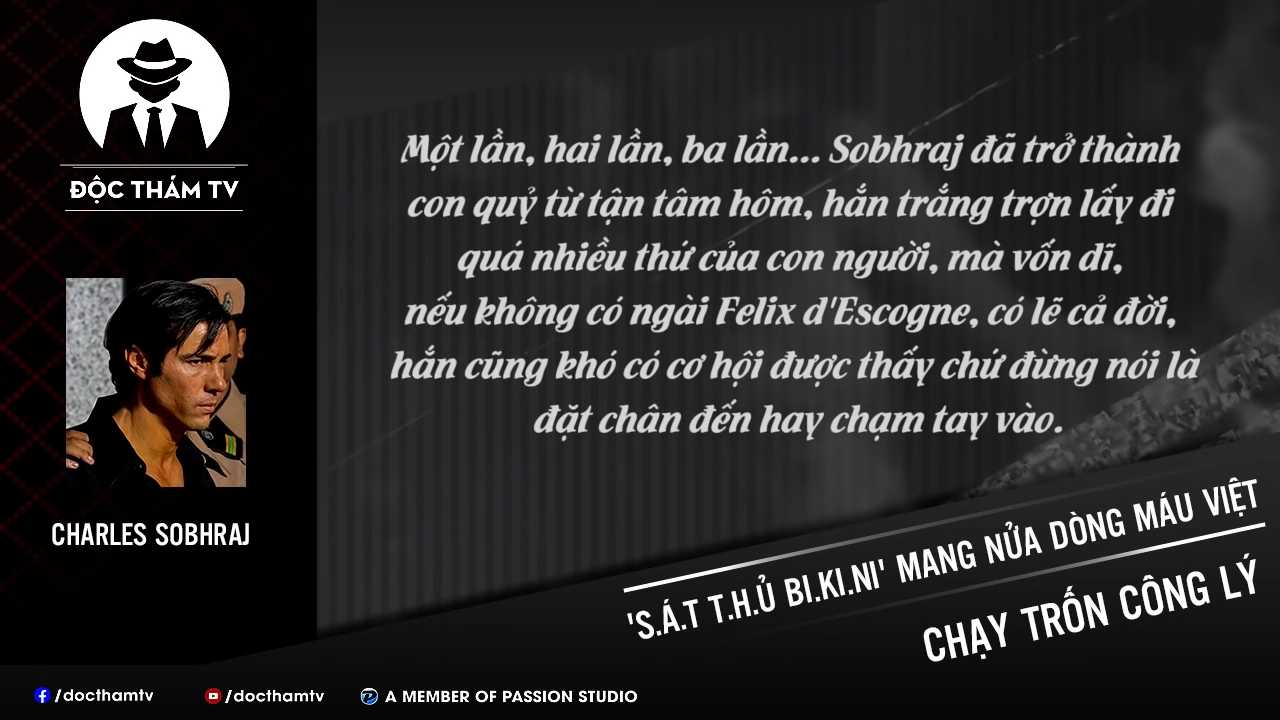 ĐỘC THÁM TV
CHARLES SOBHRAJ
Một lần, hai lần, ba lần... Sobhraj đã trở thành
con quỷ từ tận tâm hôm, hắn trắng trợn lấy đi
quá nhiều thứ của con người, mà vốn dĩ,
nếu không có ngài Felix d'Escogne, có lẽ cả đời,
hắn cũng khó có cơ hội được thấy chứ đừng nói là
đặt chân đến hay chạm tay vào.
'S.Á.T T.H.Ủ BI.KI.NI' MANG NỬA DÒNG MÁU VIỆT
CHẠY TRỐN CÔNG LÝ
/docthamtv
/docthamtv
A MEMBER OF PASSION STUDIO